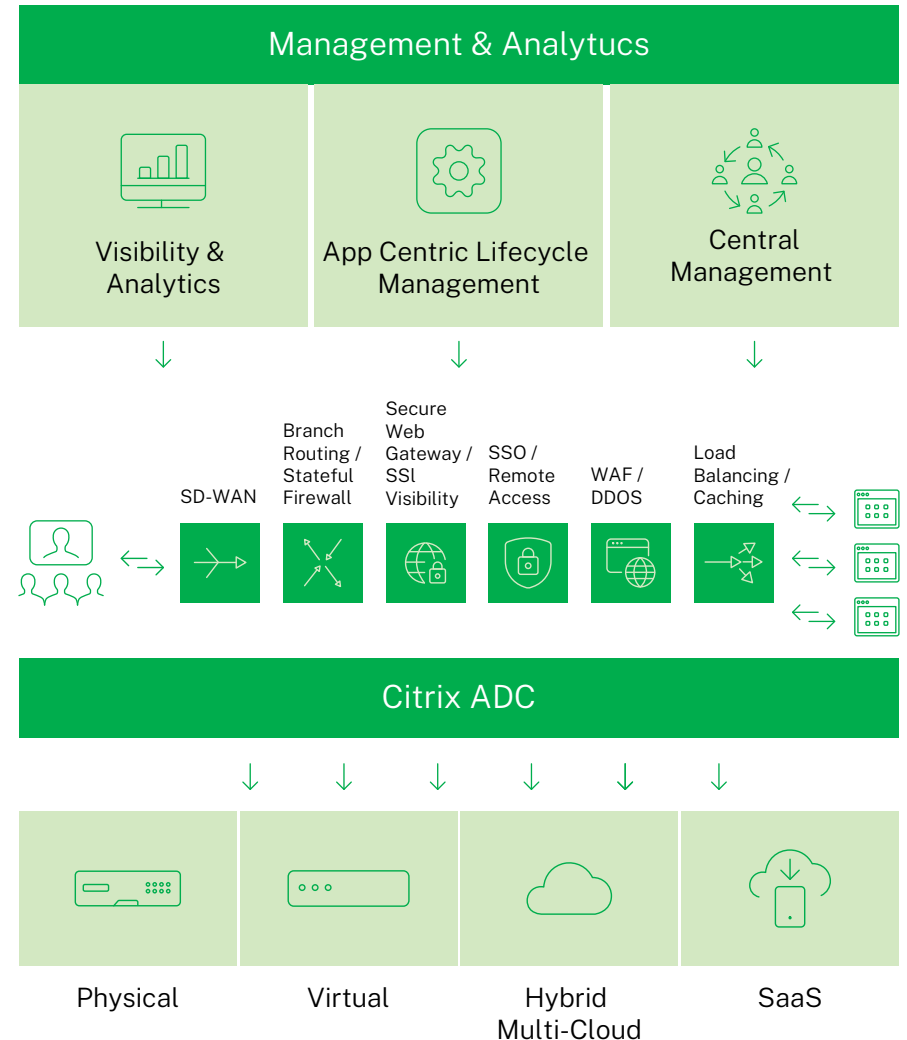 Management & Analytucs
Visibility &
Analytics
App Centric Lifecycle
Management
Central
Management
SD-WAN
Branch
Routing /
Stateful
Firewall
Secure
Web
Gateway /
SSl
Visibility
SSO /
Remote
Access
WAF /
DDOS
Load
Balancing /
Caching
Citrix ADC
Physical
Virtual
Hybrid
Multi-Cloud
SaaS